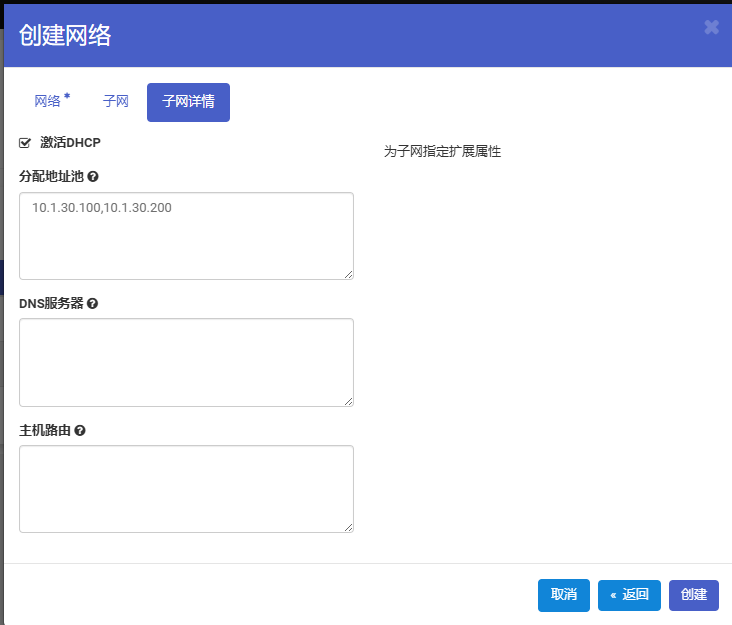 创建网络
网络 * 子网 子网详情
激活DHCP
为子网指定扩展属性
分配地址池
10.1.30.100,10.1.30.200
DNS服务器
主机路由
取消 « 返回 创建